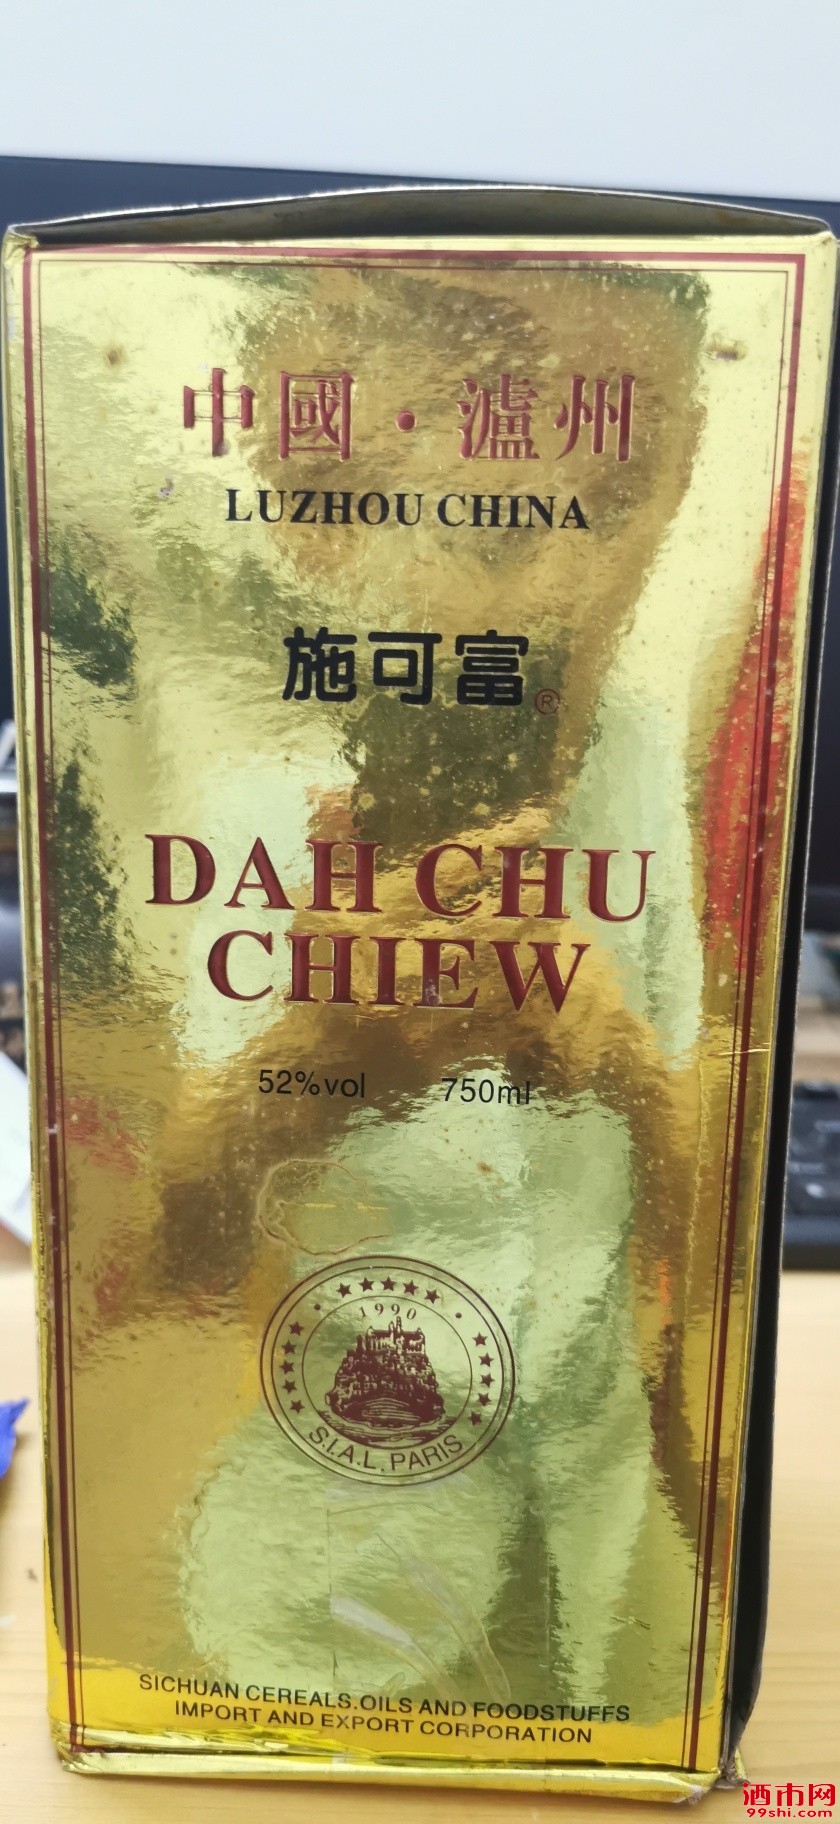 中國·瀘州
LUZHOU CHINA
施可富®
DAH CHU
CHIEW
52%vol 750ml
1990
S.I.A.L. PARIS
SICHUAN CEREALS.OILS AND FOODSTUFFS
IMPORT AND EXPORT CORPORATION
酒市网
99shi.com